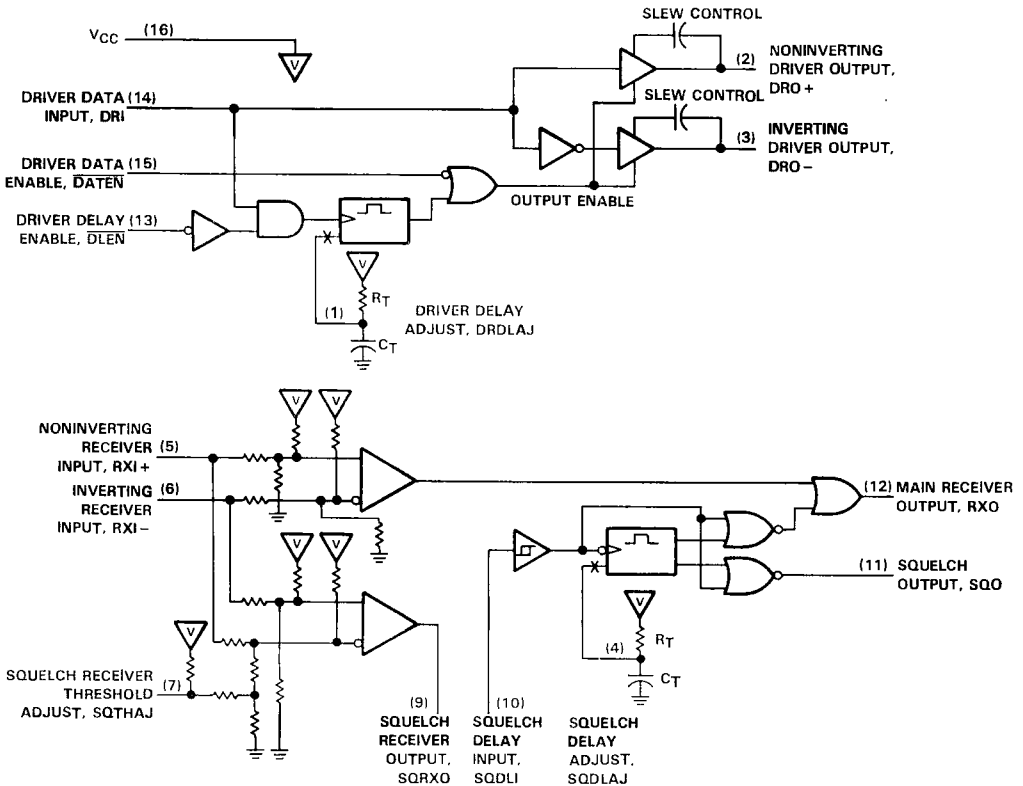 SLEW CONTROL
VCC (16)
V
(2) NONINVERTING
DRIVER OUTPUT,
DRO+
DRIVER DATA (14)
INPUT, DRI
SLEW CONTROL
(3) INVERTING
DRIVER OUTPUT,
DRO−
DRIVER DATA (15)
ENABLE, DATEN
OUTPUT ENABLE
DRIVER DELAY (13)
ENABLE, DLEN
V
RT
(1)
DRIVER DELAY
ADJUST, DRDLAJ
CT
V V
NONINVERTING
RECEIVER (5)
INPUT, RXI+
INVERTING (6)
RECEIVER
INPUT, RXI−
(12) MAIN RECEIVER
OUTPUT, RXO
V V
(11) SQUELCH
OUTPUT, SQO
V
RT
(4)
CT
V
SQUELCH RECEIVER
THRESHOLD (7)
ADJUST, SQTHAJ
(9)
SQUELCH
RECEIVER
OUTPUT,
SQRXO
(10)
SQUELCH
DELAY
INPUT,
SQDLI
SQUELCH
DELAY
ADJUST,
SQDLAJ